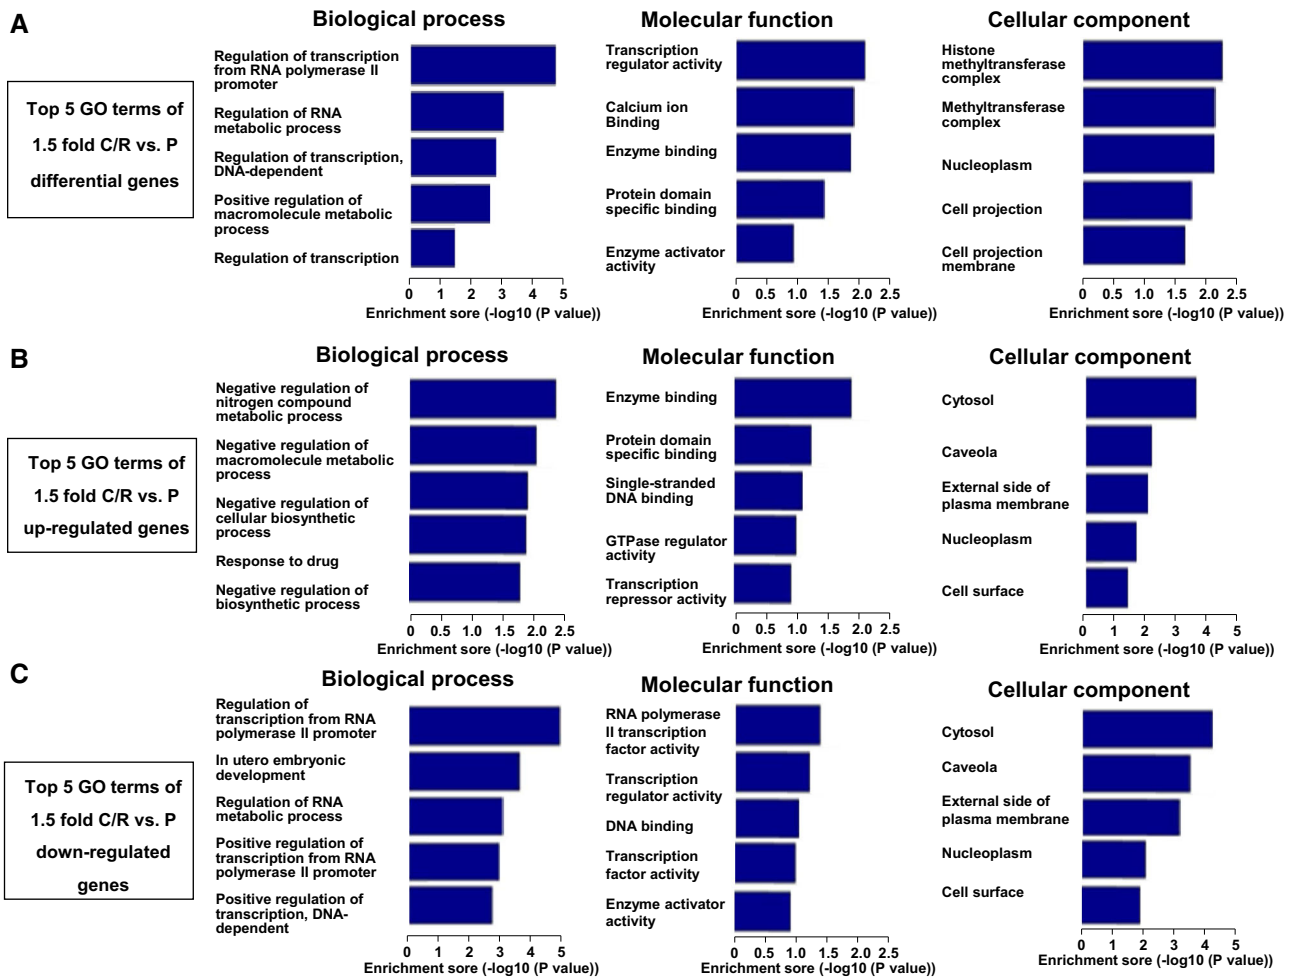 A
Biological process
Molecular function
Cellular component
Top 5 GO terms of
1.5 fold C/R vs. P
differential genes
Regulation of transcription
from RNA polymerase II
promoter
Regulation of RNA
metabolic process
Regulation of transcription,
DNA-dependent
Positive regulation of
macromolecule metabolic
process
Regulation of transcription
0 1 2 3 4 5
Enrichment sore (-log10 (P value))
Transcription
regulator activity
Calcium ion
Binding
Enzyme binding
Protein domain
specific binding
Enzyme activator
activity
0 0.5 1.0 1.5 2.0 2.5
Enrichment sore (-log10 (P value))
Histone
methyltransferase
complex
Methyltransferase
complex
Nucleoplasm
Cell projection
Cell projection
membrane
0 0.5 1.0 1.5 2.0 2.5
Enrichment sore (-log10 (P value))
B
Biological process
Molecular function
Cellular component
Top 5 GO terms of
1.5 fold C/R vs. P
up-regulated genes
Negative regulation of
nitrogen compound
metabolic process
Negative regulation of
macromolecule metabolic
process
Negative regulation of
cellular biosynthetic
process
Response to drug
Negative regulation of
biosynthetic process
0 0.5 1.0 1.5 2.0 2.5
Enrichment sore (-log10 (P value))
Enzyme binding
Protein domain
specific binding
Single-stranded
DNA binding
GTPase regulator
activity
Transcription
repressor activity
0 0.5 1.0 1.5 2.0 2.5
Enrichment sore (-log10 (P value))
Cytosol
Caveola
External side of
plasma membrane
Nucleoplasm
Cell surface
0 1 2 3 4 5
Enrichment sore (-log10 (P value))
C
Biological process
Molecular function
Cellular component
Top 5 GO terms of
1.5 fold C/R vs. P
down-regulated
genes
Regulation of
transcription from RNA
polymerase II promoter
In utero embryonic
development
Regulation of RNA
metabolic process
Positive regulation of
transcription from RNA
polymerase II promoter
Positive regulation of
transcription, DNA-
dependent
0 1 2 3 4 5
Enrichment sore (-log10 (P value))
RNA polymerase
II transcription
factor activity
Transcription
regulator activity
DNA binding
Transcription
factor activity
Enzyme activator
activity
0 0.5 1.0 1.5 2.0 2.5
Enrichment sore (-log10 (P value))
Cytosol
Caveola
External side of
plasma membrane
Nucleoplasm
Cell surface
0 1 2 3 4 5
Enrichment sore (-log10 (P value))